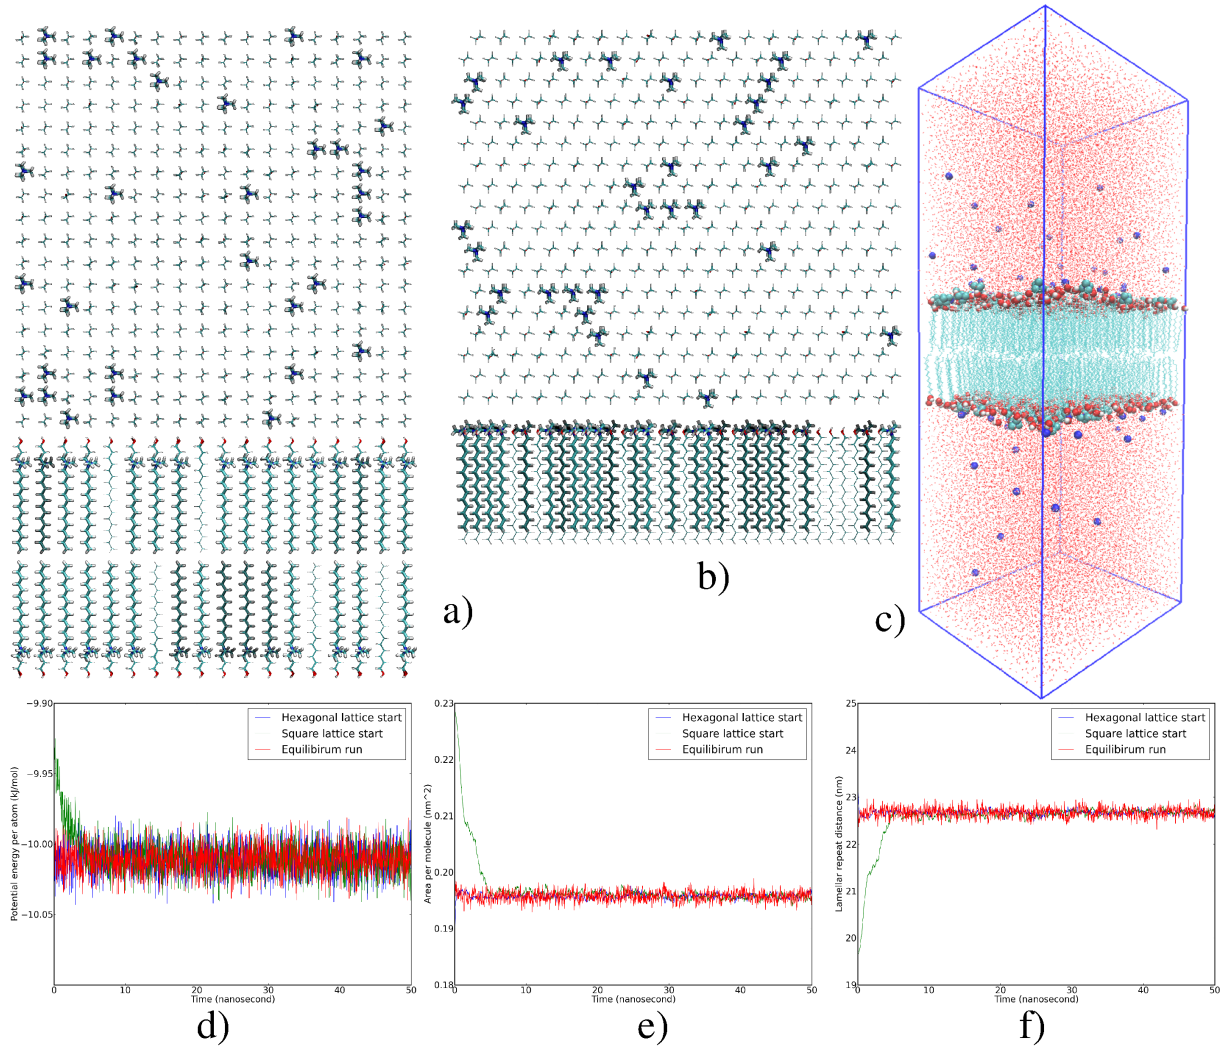 a)
b)
c)
−9.90
−9.95
−10.00
−10.05
Potential energy per atom (kJ/mol)
Hexagonal lattice start
Square lattice start
Equilibirum run
0
10
20
30
40
50
Time (nanosecond)
d)
0.23
0.22
0.21
0.20
0.19
0.18
Area per molecule (nm^2)
Hexagonal lattice start
Square lattice start
Equilibirum run
0
10
20
30
40
50
Time (nanosecond)
e)
25
24
23
22
21
20
19
Lamellar repeat distance (nm)
Hexagonal lattice start
Square lattice start
Equilibirum run
0
10
20
30
40
50
Time (nanosecond)
f)